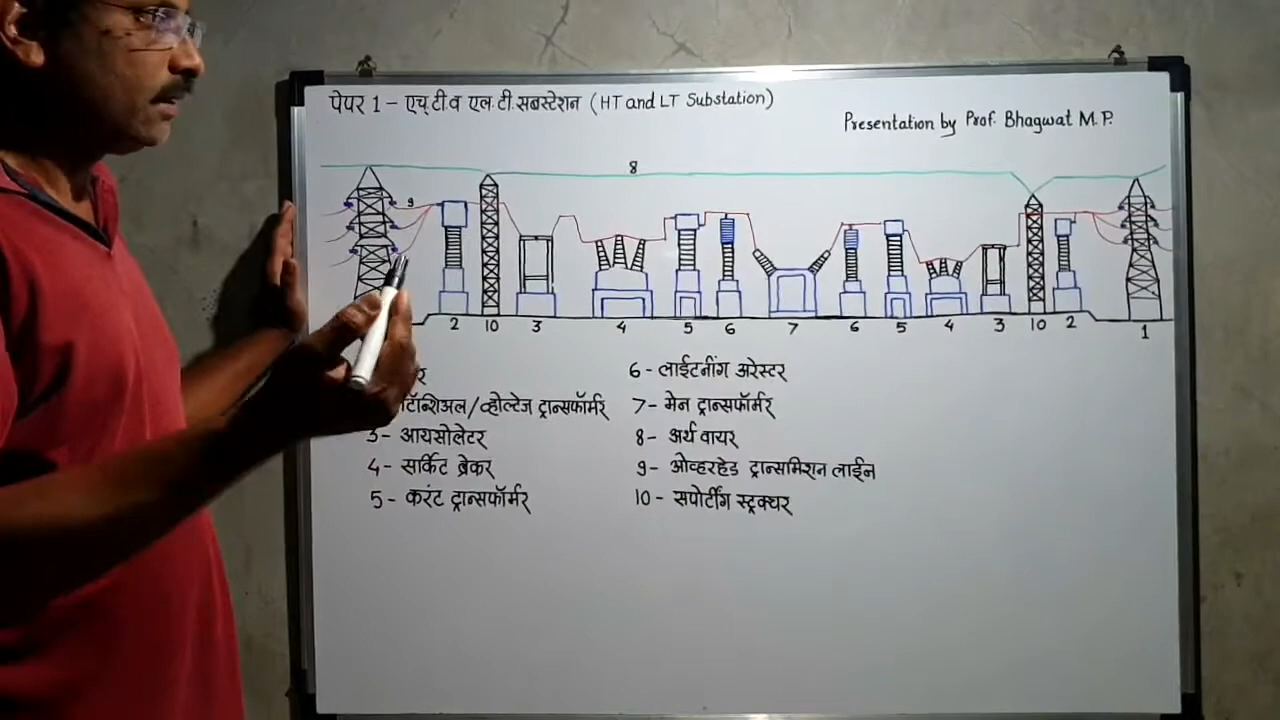 पेपर 1 - एच.टी व एल.टी. सबस्टेशन (HT and LT Substation)
Presentation by Prof. Bhagwat M.P.
8
9
2 10 3 4 5 6 7 6 5 4 3 10 2 1
6 - लाईटनींग अरेस्टर
/व्होल्टेज ट्रान्सफॉर्मर
7 - मेन ट्रान्सफॉर्मर
3 - आयसोलेटर
8 - अर्थ वायर
4 - सार्किट ब्रेकर
9 - ओव्हरहेड ट्रान्समिशन लाईन
5 - करंट ट्रान्सफॉर्मर
10 - सपोर्टींग स्ट्रक्चर